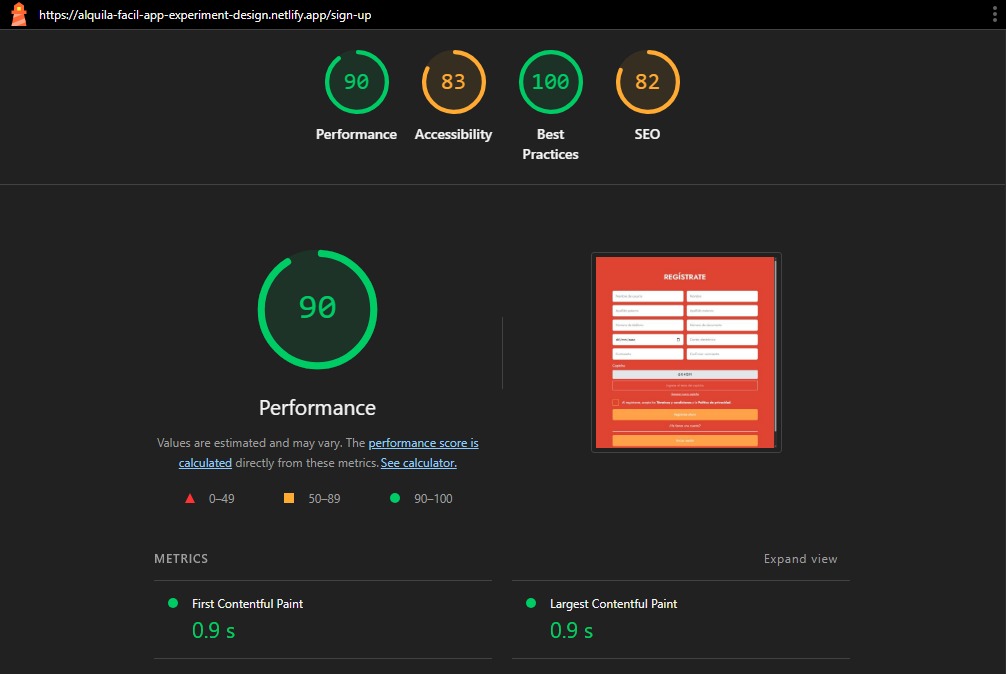 https://alquila-facil-app-experiment-design.netlify.app/sign-up
90
83
100
82
Performance
Accessibility
Best
Practices
SEO
90
REGÍSTRATE
Performance
Values are estimated and may vary. The performance score is
calculated directly from these metrics. See calculator.
0–49
50–89
90–100
METRICS
Expand view
First Contentful Paint
0.9 s
Largest Contentful Paint
0.9 s